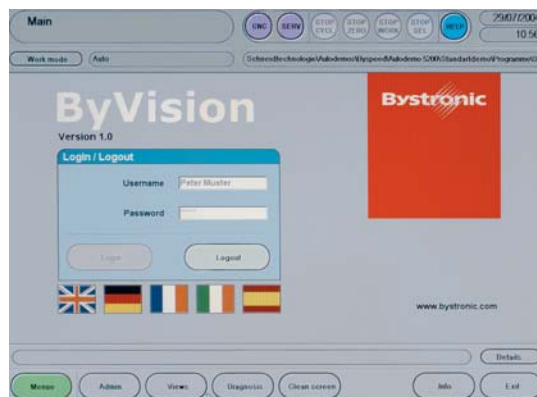 Main
CNC
SERV
STOP CYCL
STOP ZERO
STOP WORK
STOP SEL
HELP
29/07/200
10:56
Work mode
Auto
ByVision
Version 1.0
Bystronic
Login / Logout
Username
Peter Muster
Password
Login
Logout
www.bystronic.com
Details
Menus
Admin
Views
Diagnosis
Clean screen
Info
Exit